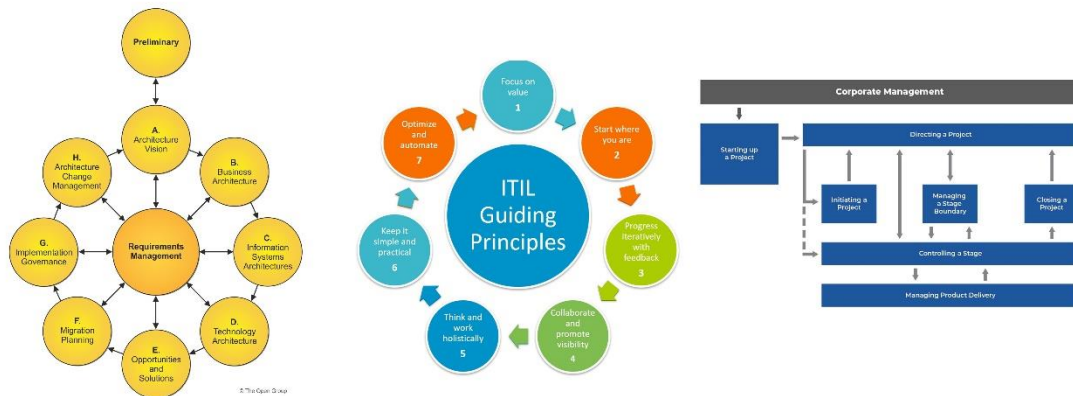 Preliminary
A.
Architecture
Vision
B.
Business
Architecture
C.
Information
Systems
Architectures
D.
Technology
Architecture
E.
Opportunities
and
Solutions
F.
Migration
Planning
G.
Implementation
Governance
H.
Architecture
Change
Management
Requirements
Management
© The Open Group
ITIL
Guiding
Principles
Focus on
value
1
Start where
you are
2
Progress
Iteratively
with
feedback
3
Collaborate
and
promote
visibility
4
Think and
work
holistically
5
Keep It
simple and
practical
6
Optimize
and
automate
7
Corporate Management
Starting up
a Project
Directing a Project
Initiating a
Project
Managing
a Stage
Boundary
Closing a
Project
Controlling a Stage
Managing Product Delivery